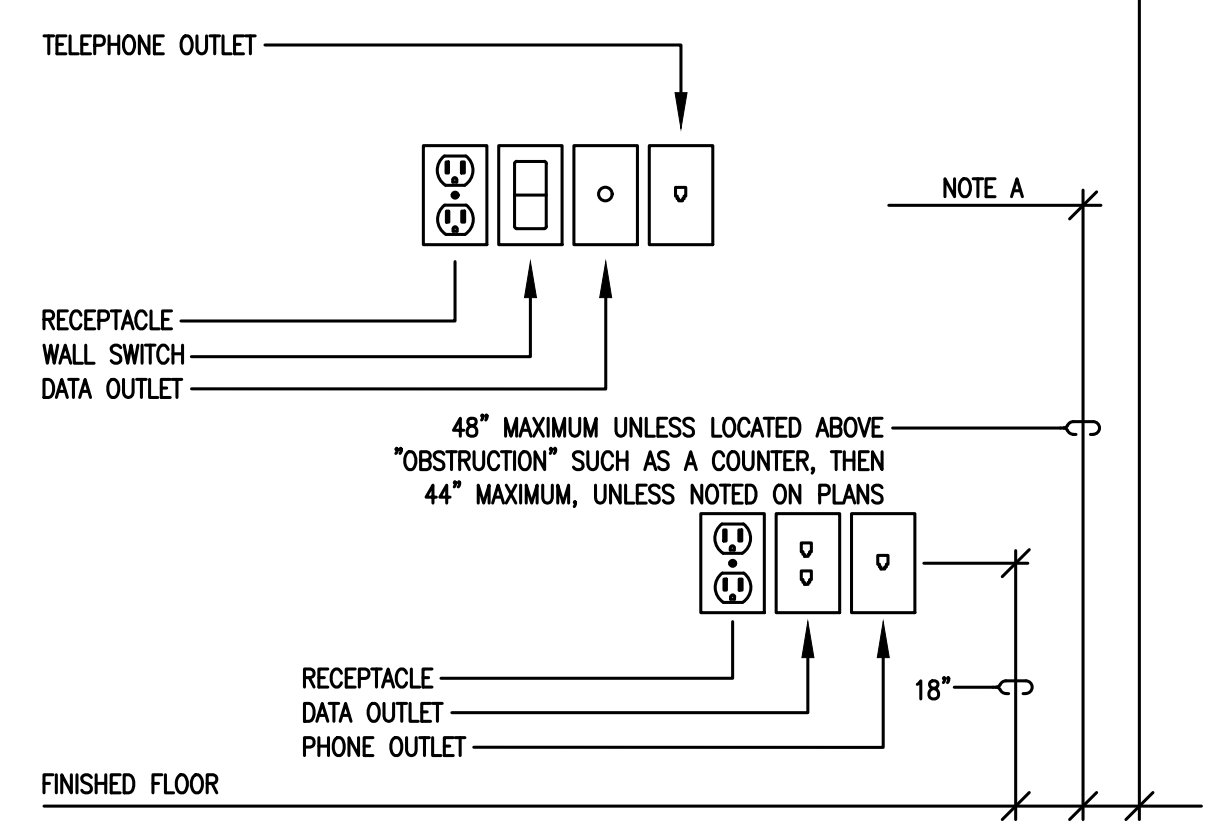 TELEPHONE OUTLET
NOTE A
RECEPTACLE
WALL SWITCH
DATA OUTLET
48" MAXIMUM UNLESS LOCATED ABOVE
"OBSTRUCTION" SUCH AS A COUNTER, THEN
44" MAXIMUM, UNLESS NOTED ON PLANS
RECEPTACLE
DATA OUTLET
PHONE OUTLET
18"
FINISHED FLOOR